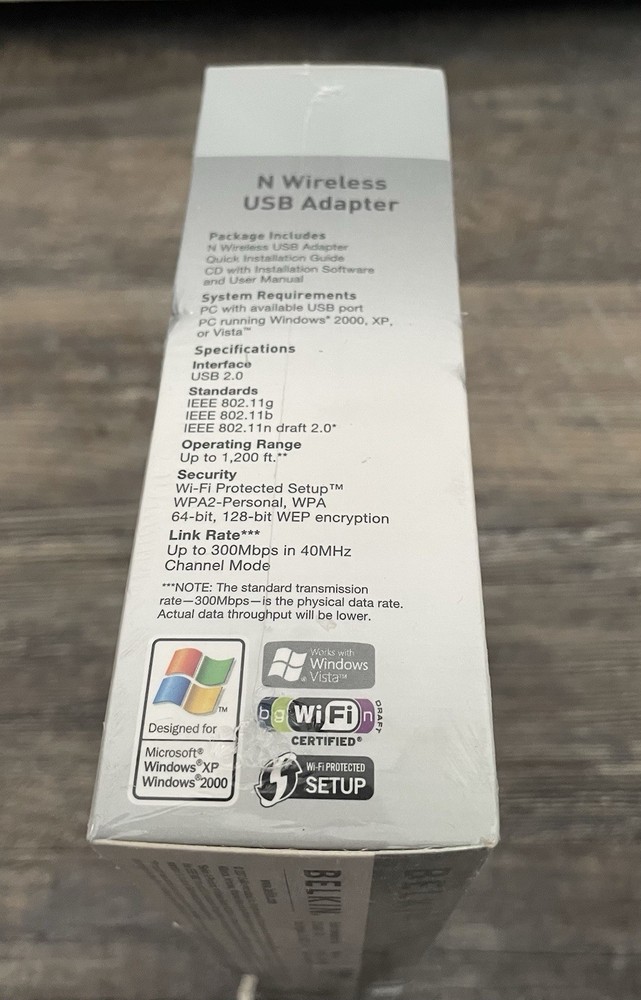 N Wireless
USB Adapter
Package Includes
N Wireless USB Adapter
Quick Installation Guide
CD with Installation Software
and User Manual
System Requirements
PC with available USB port
PC running Windows® 2000, XP,
or Vista™
Specifications
Interface
USB 2.0
Standards
IEEE 802.11g
IEEE 802.11b
IEEE 802.11n draft 2.0*
Operating Range
Up to 1,200 ft.**
Security
Wi-Fi Protected Setup™
WPA2-Personal, WPA
64-bit, 128-bit WEP encryption
Link Rate***
Up to 300Mbps in 40MHz
Channel Mode
***NOTE: The standard transmission
rate—300Mbps—is the physical data rate.
Actual data throughput will be lower.
TM
Designed for
Microsoft®
Windows®XP
Windows®2000
Works with
Windows
Vista™
b g Wi Fi n DRAFT
CERTIFIED®
Wi-Fi PROTECTED
SETUP
BELKIN
BELKIN